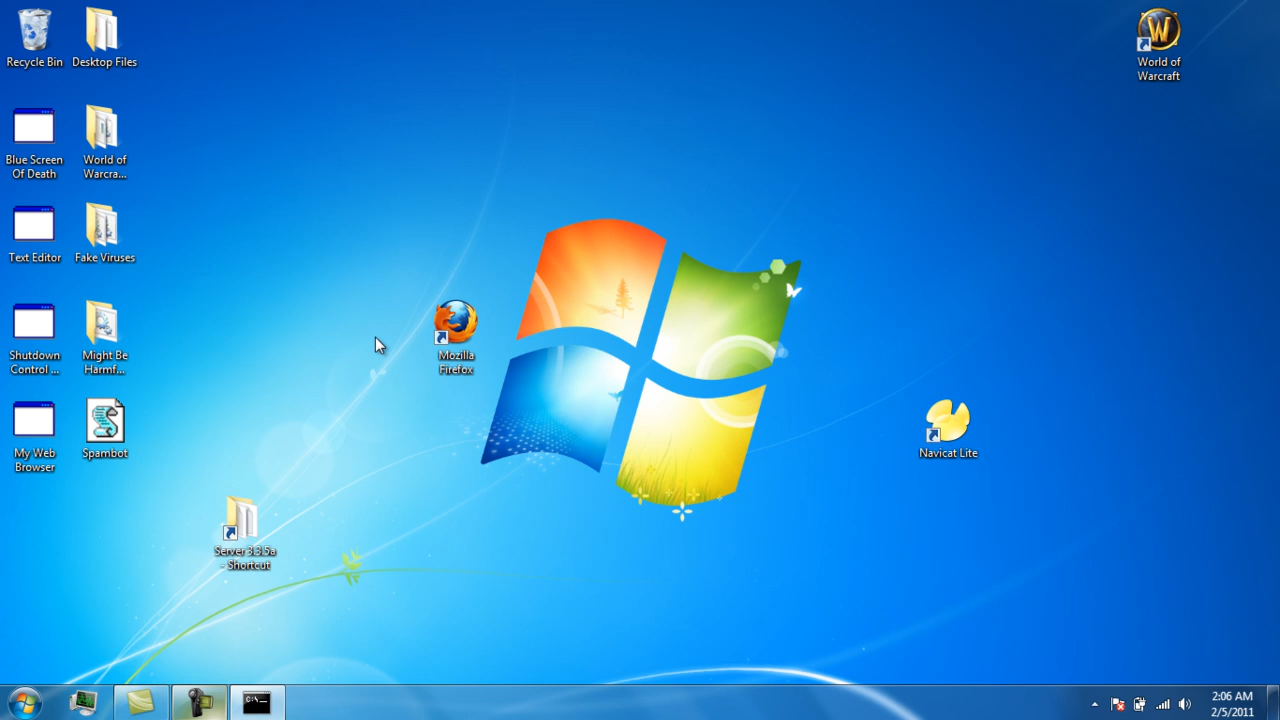 Recycle Bin
Desktop Files
World of
Warcraft
Blue Screen
Of Death
World of
Warcra...
Text Editor
Fake Viruses
Shutdown
Control ...
Might Be
Harmf...
Mozilla
Firefox
My Web
Browser
Spambot
Navicat Lite
Server 3.3.5a
- Shortcut
C:\_
2:06 AM
2/5/2011